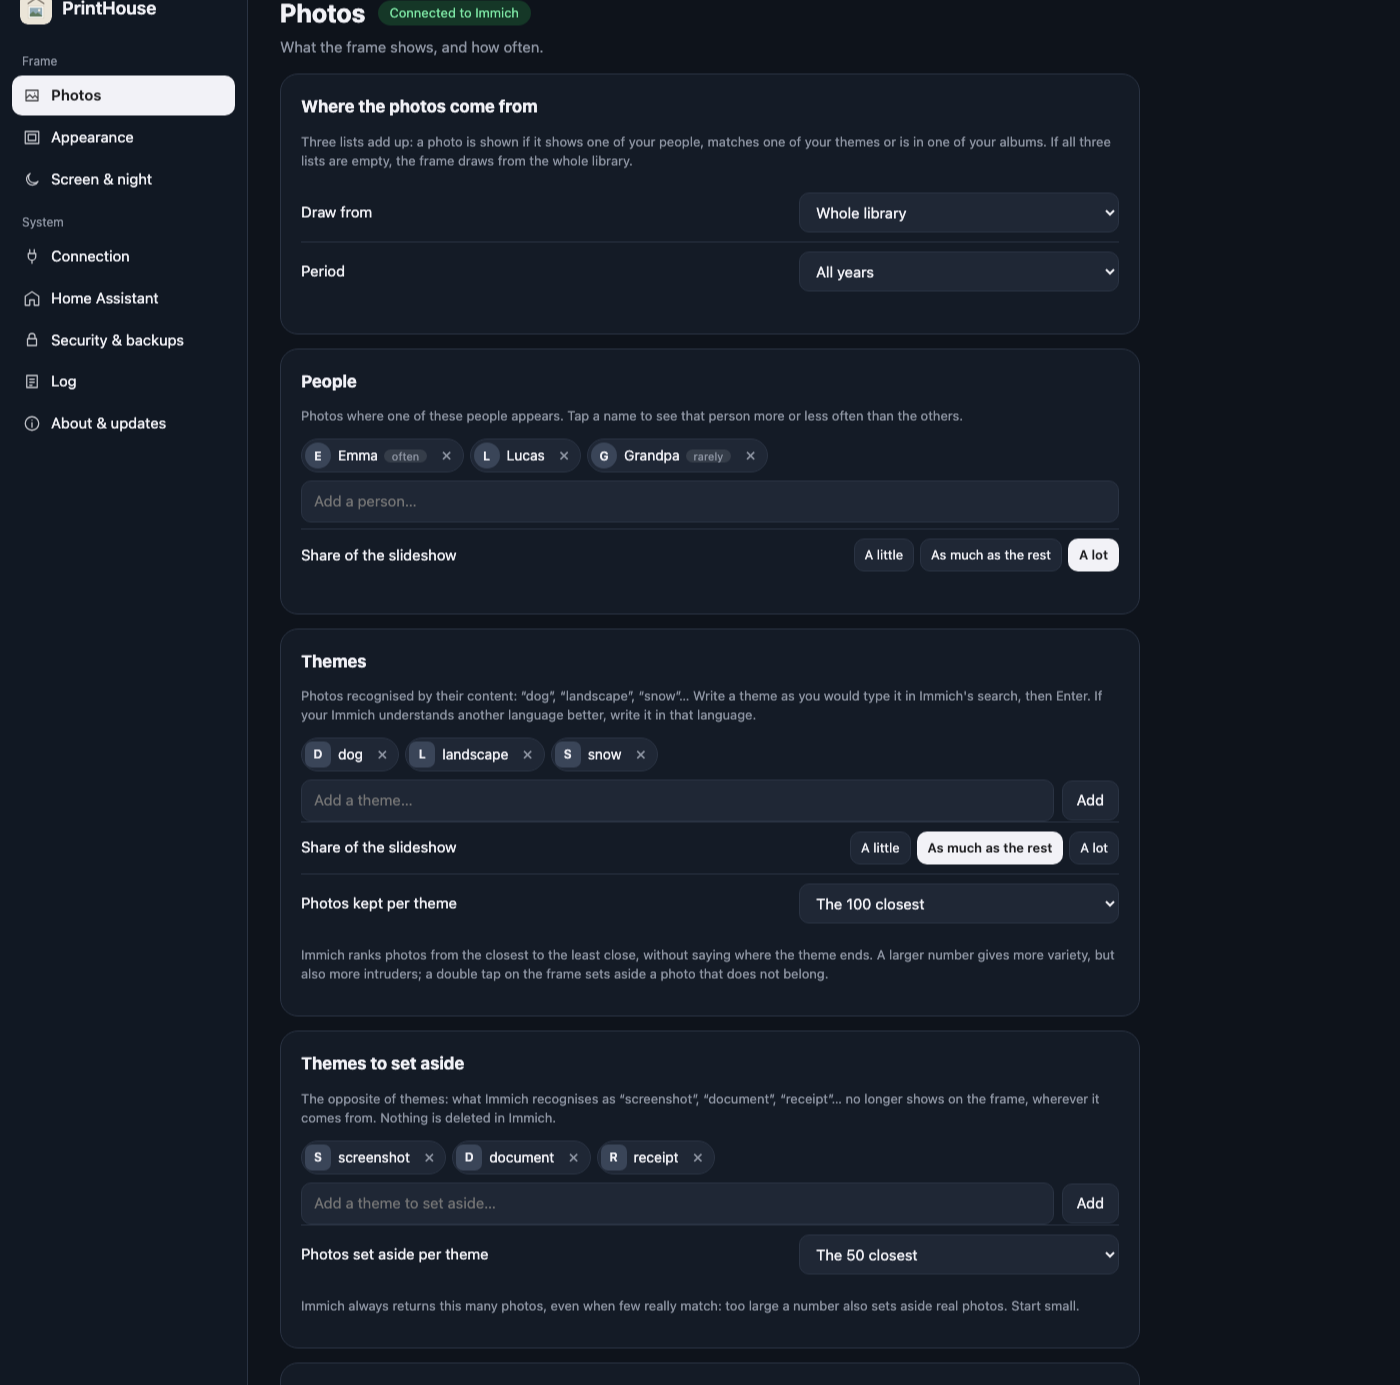 PrintHouse
Frame
Photos
Appearance
Screen & night
System
Connection
Home Assistant
Security & backups
Log
About & updates
Photos
Connected to Immich
What the frame shows, and how often.
Where the photos come from
Three lists add up: a photo is shown if it shows one of your people, matches one of your themes or is in one of your albums. If all three
lists are empty, the frame draws from the whole library.
Draw from
Whole library
Period
All years
People
Photos where one of these people appears. Tap a name to see that person more or less often than the others.
E Emma often × L Lucas × G Grandpa rarely ×
Add a person...
Share of the slideshow
A little As much as the rest A lot
Themes
Photos recognised by their content: “dog”, “landscape”, “snow”... Write a theme as you would type it in Immich's search, then Enter. If
your Immich understands another language better, write it in that language.
D dog × L landscape × S snow ×
Add a theme...
Add
Share of the slideshow
A little As much as the rest A lot
Photos kept per theme
The 100 closest
Immich ranks photos from the closest to the least close, without saying where the theme ends. A larger number gives more variety, but
also more intruders; a double tap on the frame sets aside a photo that does not belong.
Themes to set aside
The opposite of themes: what Immich recognises as “screenshot”, “document”, “receipt”... no longer shows on the frame, wherever it
comes from. Nothing is deleted in Immich.
S screenshot × D document × R receipt ×
Add a theme to set aside...
Add
Photos set aside per theme
The 50 closest
Immich always returns this many photos, even when few really match: too large a number also sets aside real photos. Start small.